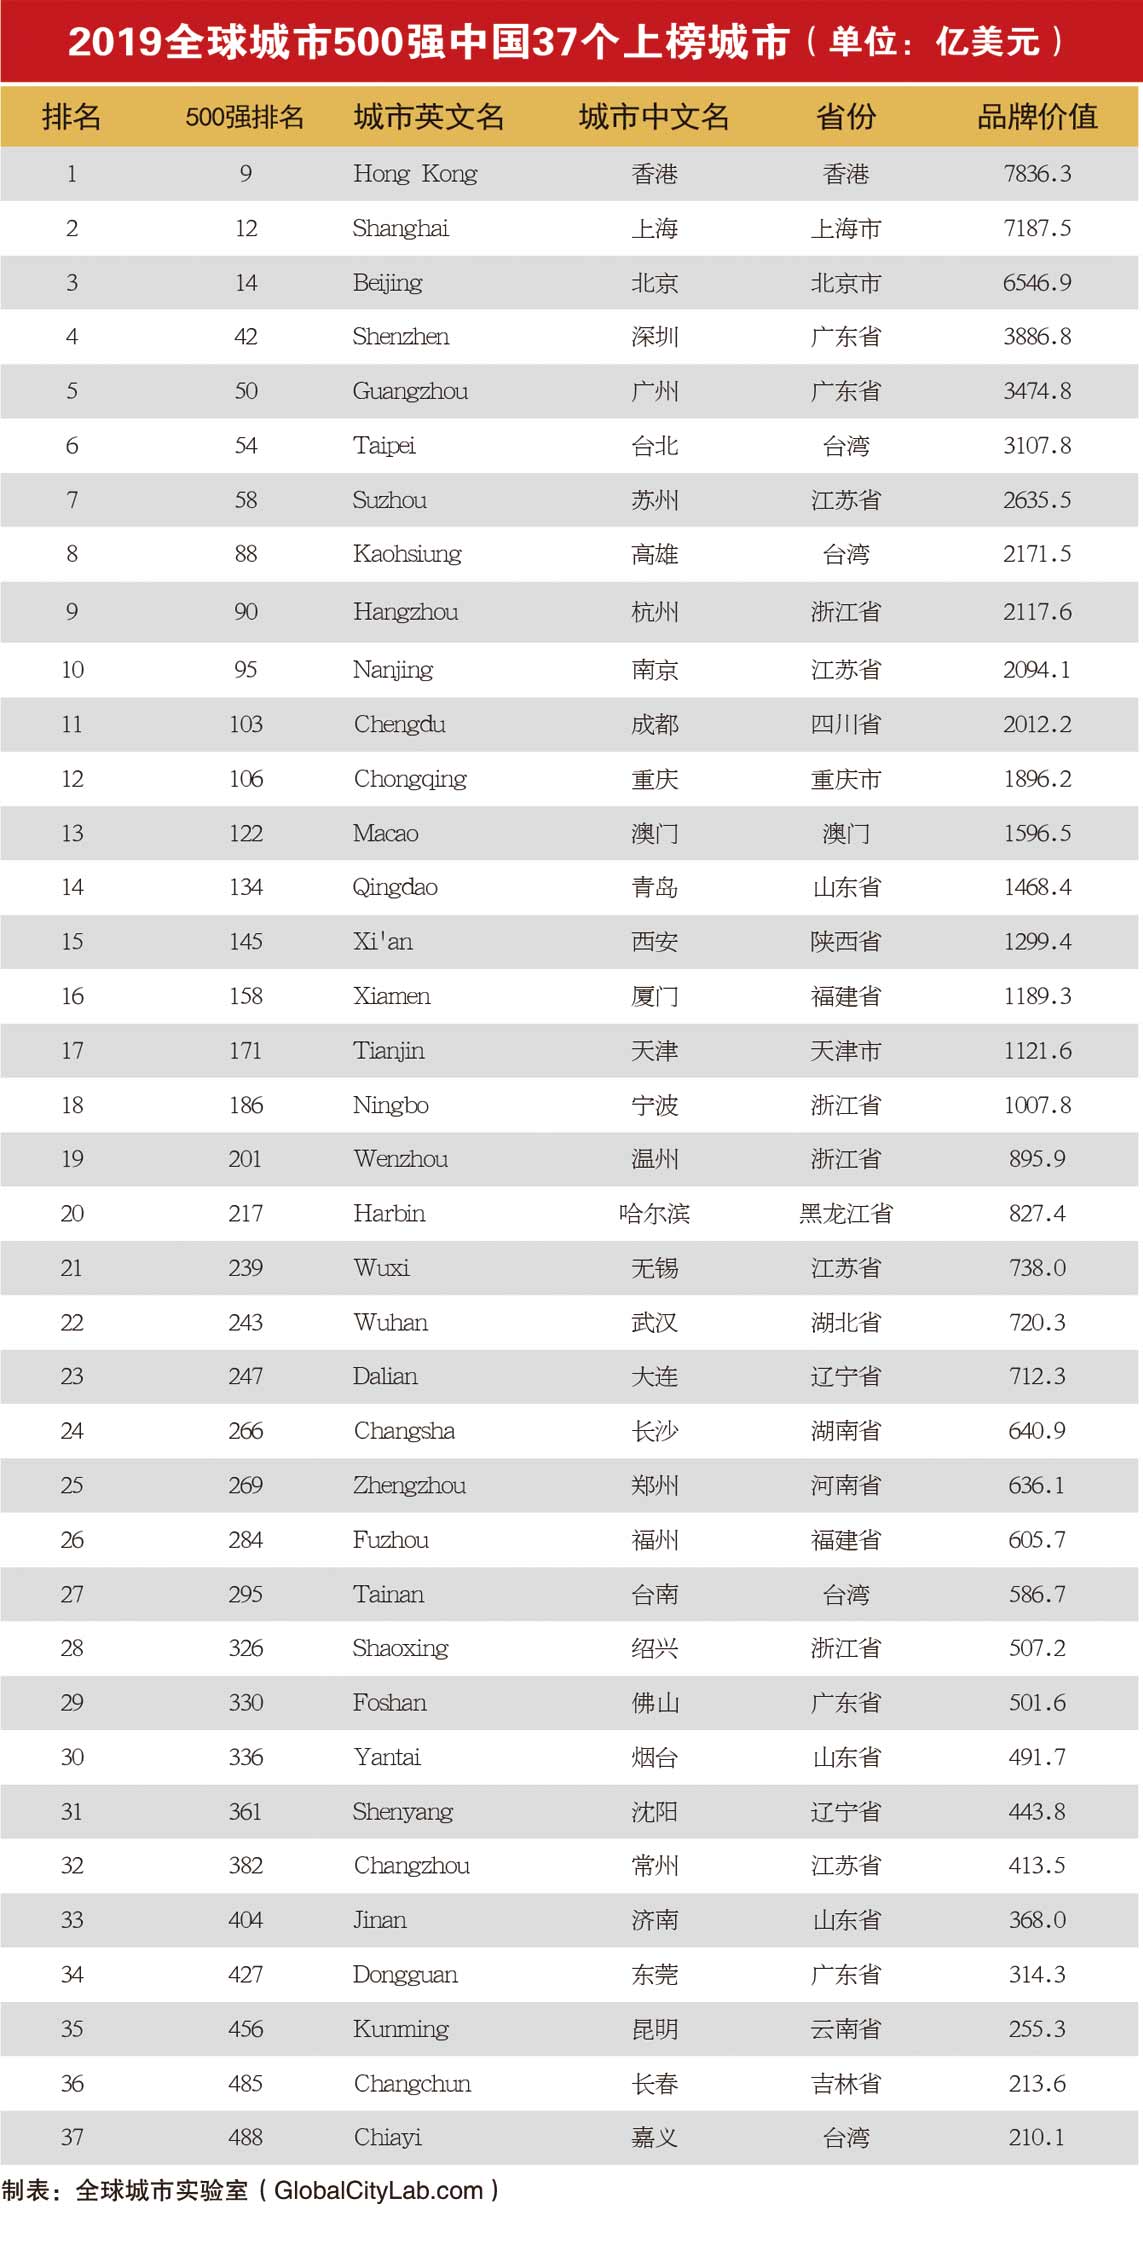 2019全球城市500强中国37个上榜城市（单位：亿美元）
排名 500强排名 城市英文名 城市中文名 省份 品牌价值
1 9 Hong Kong 香港 香港 7836.3
2 12 Shanghai 上海 上海市 7187.5
3 14 Beijing 北京 北京市 6546.9
4 42 Shenzhen 深圳 广东省 3886.8
5 50 Guangzhou 广州 广东省 3474.8
6 54 Taipei 台北 台湾 3107.8
7 58 Suzhou 苏州 江苏省 2635.5
8 88 Kaohsiung 高雄 台湾 2171.5
9 90 Hangzhou 杭州 浙江省 2117.6
10 95 Nanjing 南京 江苏省 2094.1
11 103 Chengdu 成都 四川省 2012.2
12 106 Chongqing 重庆 重庆市 1896.2
13 122 Macao 澳门 澳门 1596.5
14 134 Qingdao 青岛 山东省 1468.4
15 145 Xi'an 西安 陕西省 1299.4
16 158 Xiamen 厦门 福建省 1189.3
17 171 Tianjin 天津 天津市 1121.6
18 186 Ningbo 宁波 浙江省 1007.8
19 201 Wenzhou 温州 浙江省 895.9
20 217 Harbin 哈尔滨 黑龙江省 827.4
21 239 Wuxi 无锡 江苏省 738.0
22 243 Wuhan 武汉 湖北省 720.3
23 247 Dalian 大连 辽宁省 712.3
24 266 Changsha 长沙 湖南省 640.9
25 269 Zhengzhou 郑州 河南省 636.1
26 284 Fuzhou 福州 福建省 605.7
27 295 Tainan 台南 台湾 586.7
28 326 Shaoxing 绍兴 浙江省 507.2
29 330 Foshan 佛山 广东省 501.6
30 336 Yantai 烟台 山东省 491.7
31 361 Shenyang 沈阳 辽宁省 443.8
32 382 Changzhou 常州 江苏省 413.5
33 404 Jinan 济南 山东省 368.0
34 427 Dongguan 东莞 广东省 314.3
35 456 Kunming 昆明 云南省 255.3
36 485 Changchun 长春 吉林省 213.6
37 488 Chiayi 嘉义 台湾 210.1
制表：全球城市实验室（GlobalCityLab.com）